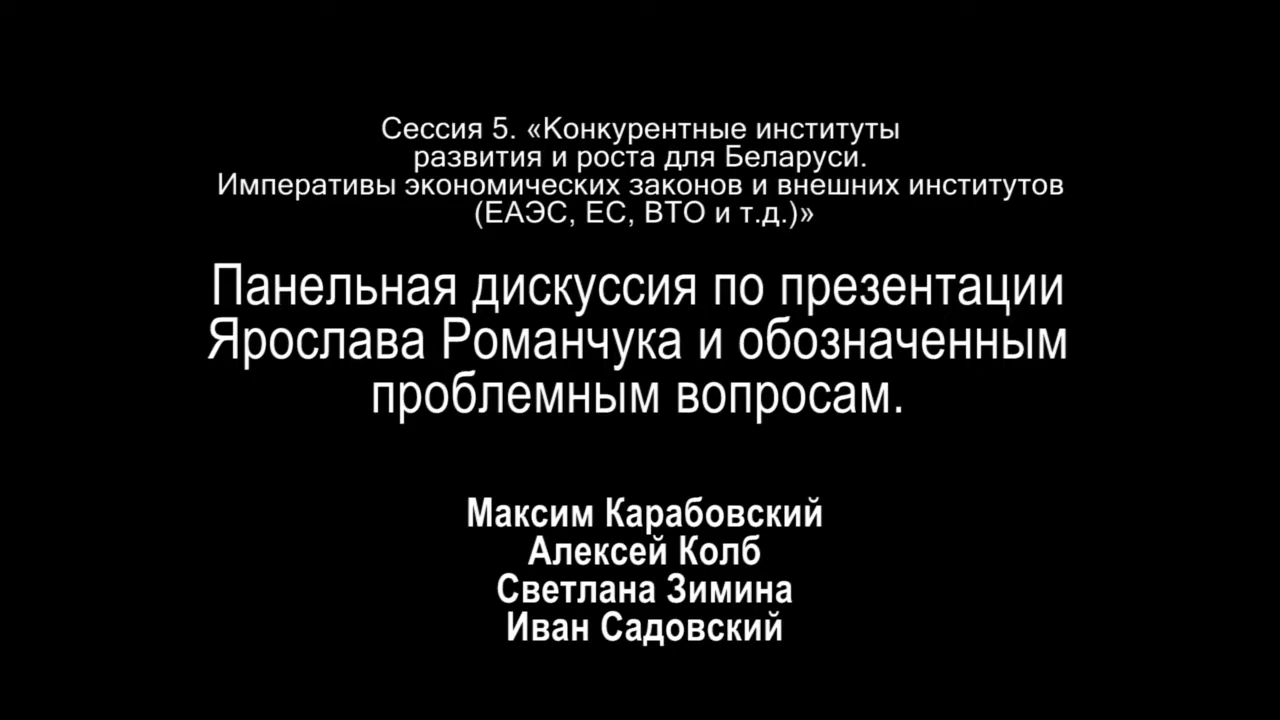 Сессия 5. «Конкурентные институты
развития и роста для Беларуси.
Императивы экономических законов и внешних институтов
(ЕАЭС, ЕС, ВТО и т.д.)»
Панельная дискуссия по презентации
Ярослава Романчука и обозначенным
проблемным вопросам.
Максим Карабовский
Алексей Колб
Светлана Зимина
Иван Садовский